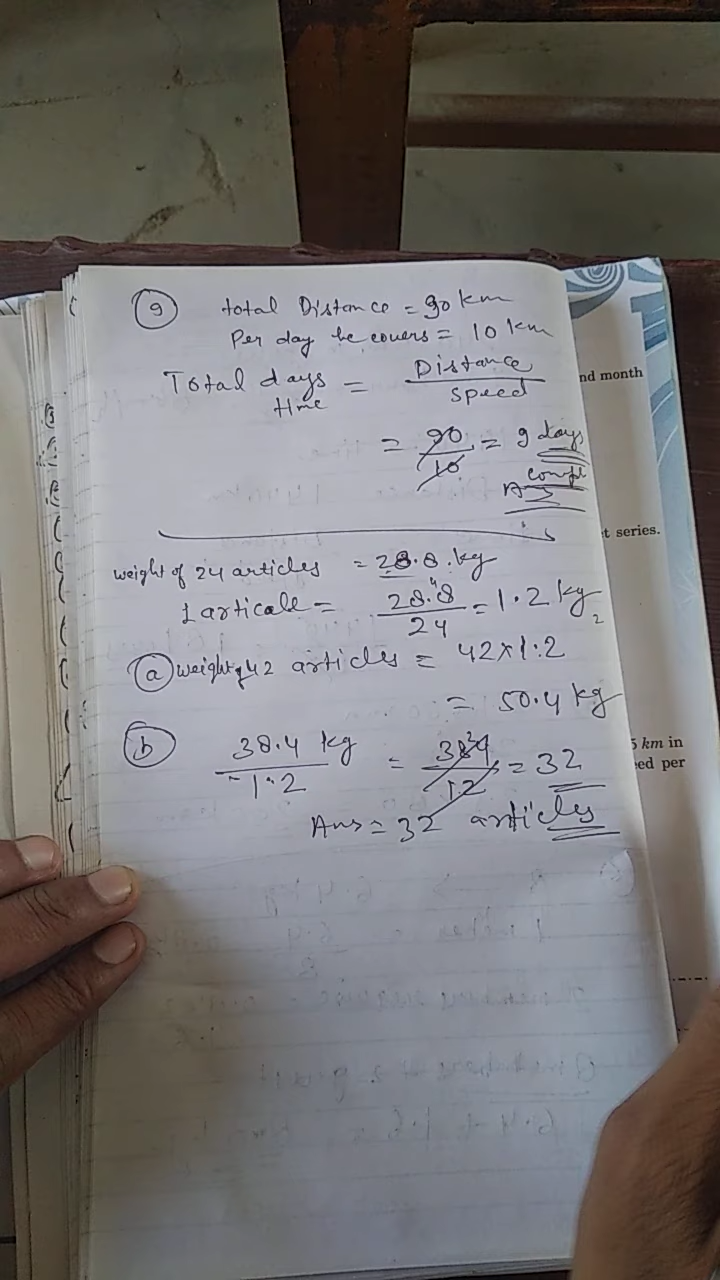 9 total Distance = 90 km
Per day he covers = 10 km
Total days time = Distance / Speed
= 90 / 10 = 9 days
compl
Ans
weight of 24 articles = 28.8 kg
1 articale = 28.8 / 24 = 1.2 kg
a weight of 42 articles = 42 x 1.2
= 50.4 kg
b 38.4 kg / 1.2 = 384 / 12 = 32
Ans = 32 articles
nd month
t series.
5 km in
ed per